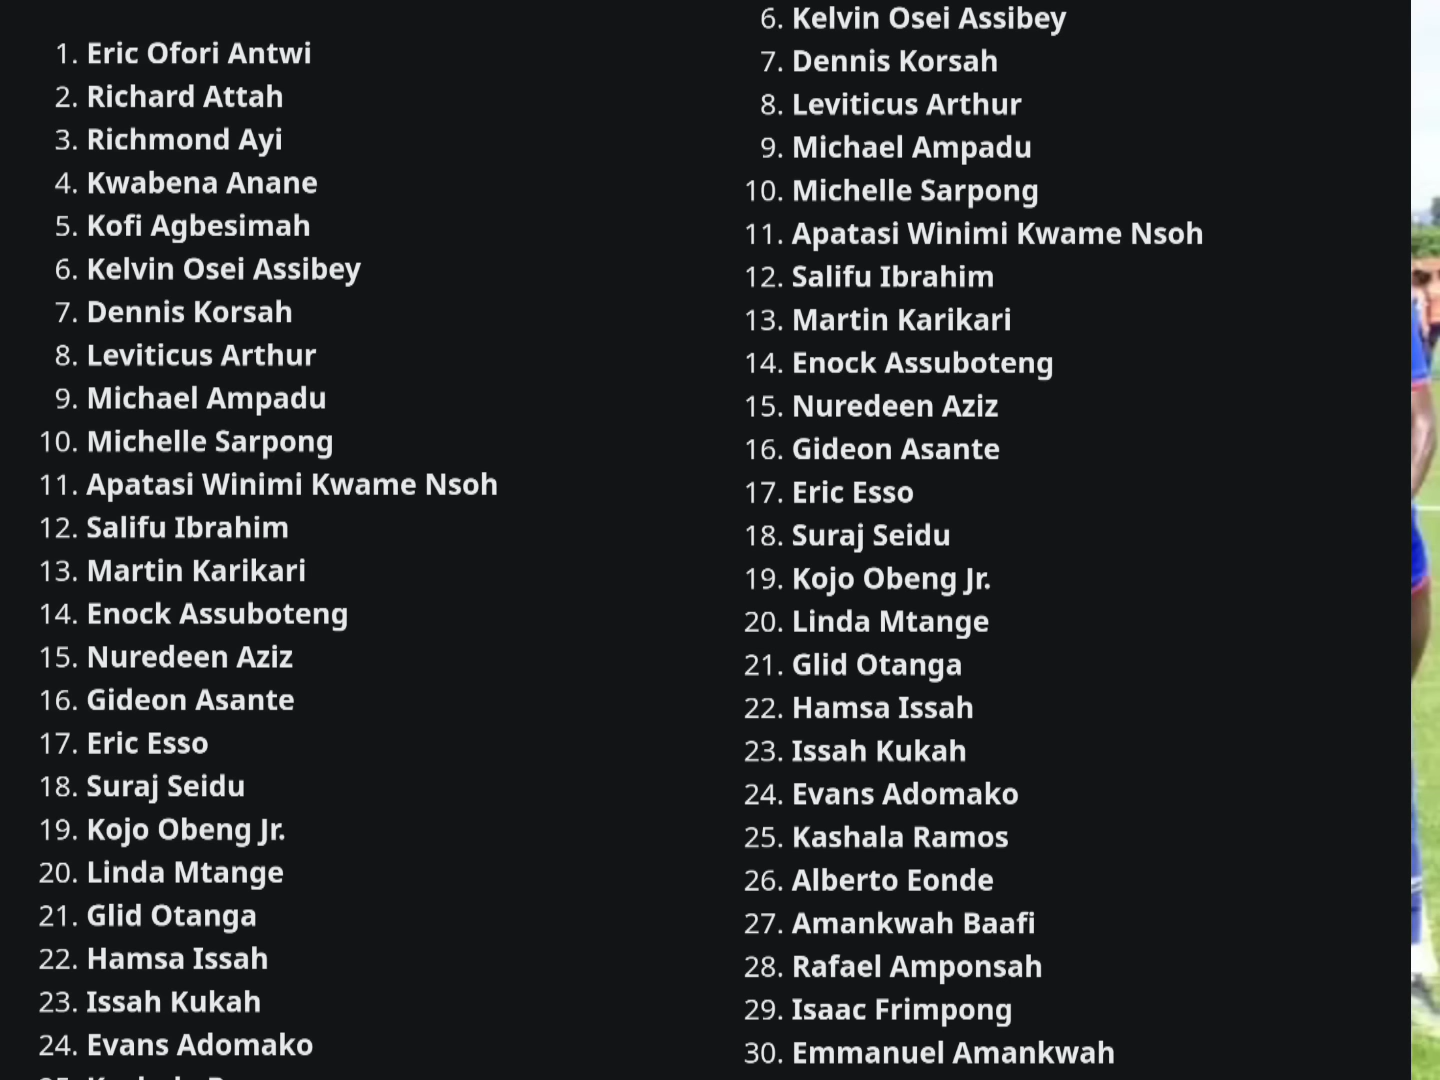 1. Eric Ofori Antwi
2. Richard Attah
3. Richmond Ayi
4. Kwabena Anane
5. Kofi Agbesimah
6. Kelvin Osei Assibey
7. Dennis Korsah
8. Leviticus Arthur
9. Michael Ampadu
10. Michelle Sarpong
11. Apatasi Winimi Kwame Nsoh
12. Salifu Ibrahim
13. Martin Karikari
14. Enock Assuboteng
15. Nuredeen Aziz
16. Gideon Asante
17. Eric Esso
18. Suraj Seidu
19. Kojo Obeng Jr.
20. Linda Mtange
21. Glid Otanga
22. Hamsa Issah
23. Issah Kukah
24. Evans Adomako
6. Kelvin Osei Assibey
7. Dennis Korsah
8. Leviticus Arthur
9. Michael Ampadu
10. Michelle Sarpong
11. Apatasi Winimi Kwame Nsoh
12. Salifu Ibrahim
13. Martin Karikari
14. Enock Assuboteng
15. Nuredeen Aziz
16. Gideon Asante
17. Eric Esso
18. Suraj Seidu
19. Kojo Obeng Jr.
20. Linda Mtange
21. Glid Otanga
22. Hamsa Issah
23. Issah Kukah
24. Evans Adomako
25. Kashala Ramos
26. Alberto Eonde
27. Amankwah Baafi
28. Rafael Amponsah
29. Isaac Frimpong
30. Emmanuel Amankwah